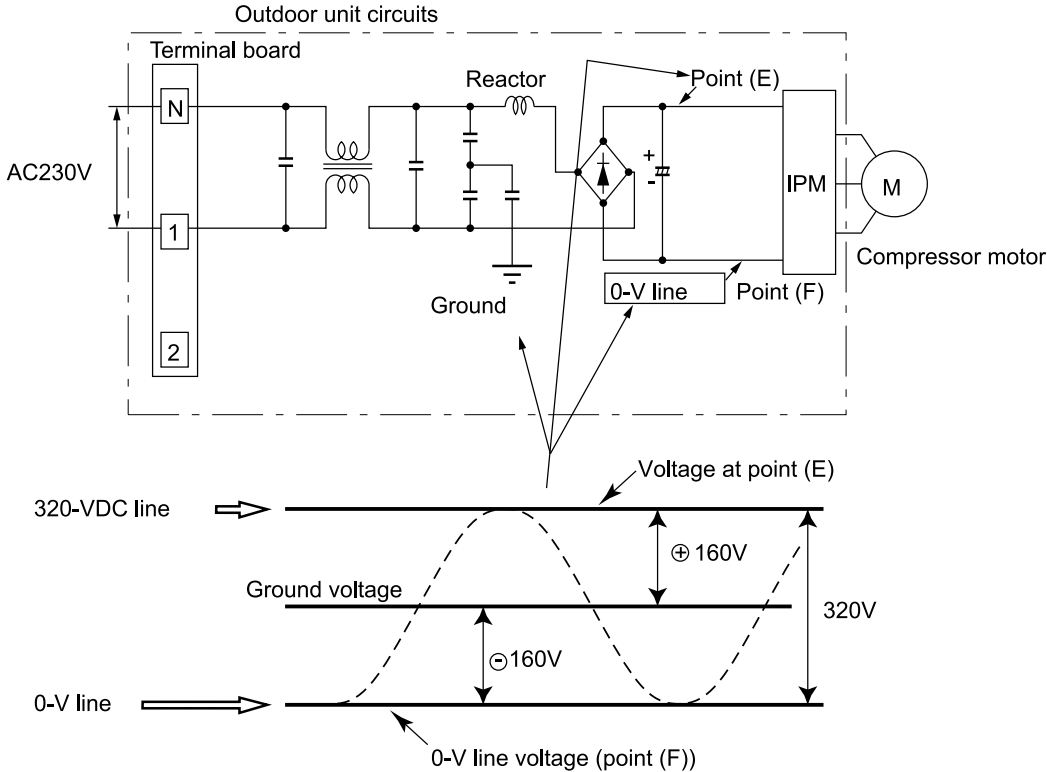 Outdoor unit circuits
Terminal board
Reactor
Point (E)
N
AC230V
+
-
IPM
M
1
Compressor motor
0-V line
Point (F)
Ground
2
Voltage at point (E)
320-VDC line
⊕ 160V
Ground voltage
320V
⊖ 160V
0-V line
0-V line voltage (point (F))